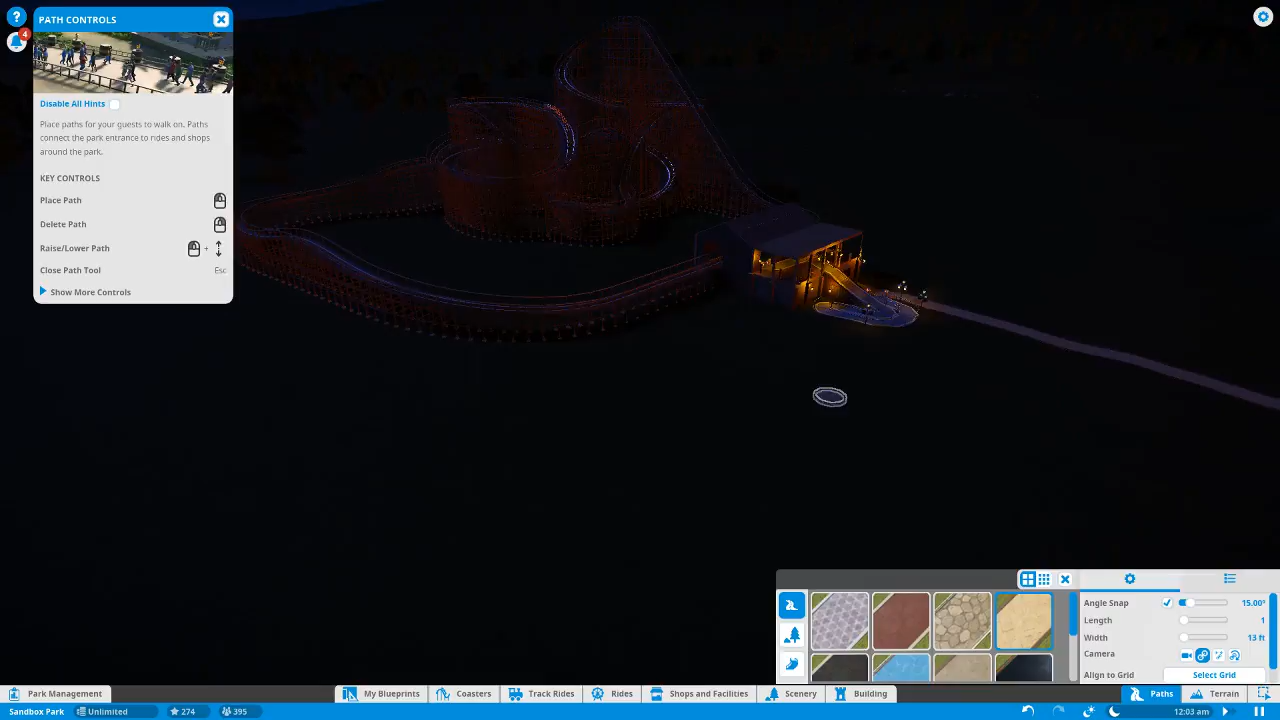 ?
4
PATH CONTROLS
Disable All Hints
Place paths for your guests to walk on. Paths
connect the park entrance to rides and shops
around the park.
KEY CONTROLS
Place Path
Delete Path
Raise/Lower Path +
Close Path Tool Esc
Show More Controls
Angle Snap 15.00°
Length 1
Width 13 ft
Camera
Align to Grid Select Grid
Park Management My Blueprints Coasters Track Rides Rides Shops and Facilities Scenery Building Paths Terrain
Sandbox Park Unlimited 274 395 12:03 am